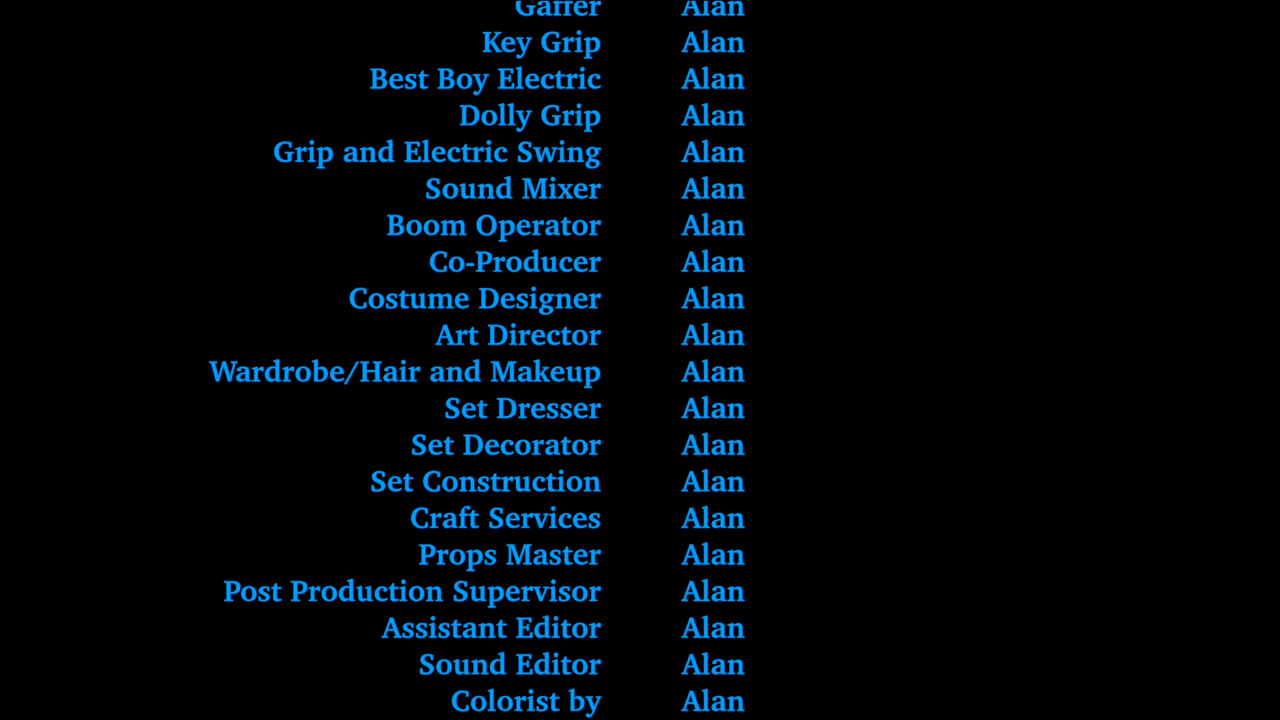 Gaffer Alan
Key Grip Alan
Best Boy Electric Alan
Dolly Grip Alan
Grip and Electric Swing Alan
Sound Mixer Alan
Boom Operator Alan
Co-Producer Alan
Costume Designer Alan
Art Director Alan
Wardrobe/Hair and Makeup Alan
Set Dresser Alan
Set Decorator Alan
Set Construction Alan
Craft Services Alan
Props Master Alan
Post Production Supervisor Alan
Assistant Editor Alan
Sound Editor Alan
Colorist by Alan